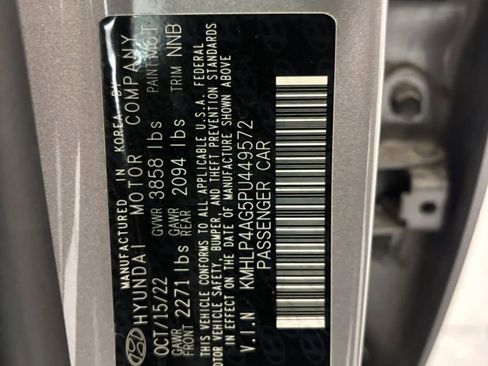 MANUFACTURED IN KOREA BY
HYUNDAI MOTOR COMPANY
OCT/15/22 GVWR 3858 lbs PAINT:M6T
GAWR FRONT 2271 lbs GAWR REAR 2094 lbs TRIM NNB
THIS VEHICLE CONFORMS TO ALL APPLICABLE U.S.A. FEDERAL
MOTOR VEHICLE SAFETY, BUMPER, AND THEFT PREVENTION STANDARDS
IN EFFECT ON THE DATE OF MANUFACTURE SHOWN ABOVE
V.I.N KMHLP4AG5PU449572
PASSENGER CAR